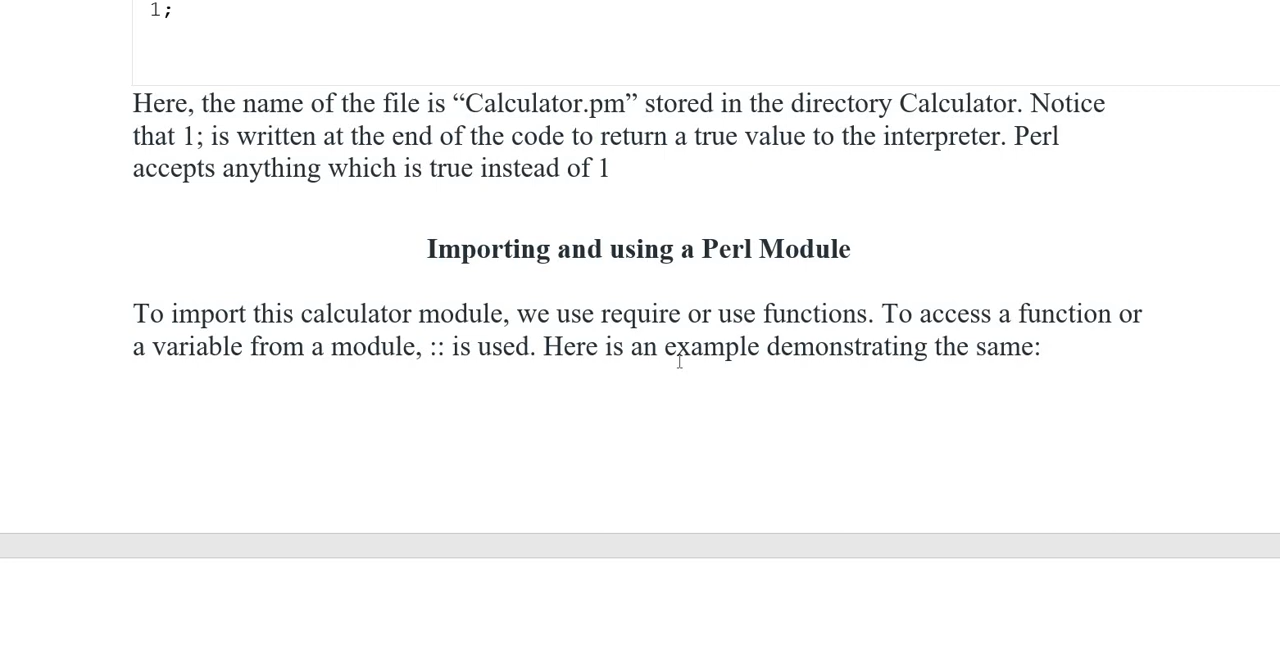 1;
Here, the name of the file is “Calculator.pm” stored in the directory Calculator. Notice
that 1; is written at the end of the code to return a true value to the interpreter. Perl
accepts anything which is true instead of 1
Importing and using a Perl Module
To import this calculator module, we use require or use functions. To access a function or
a variable from a module, :: is used. Here is an example demonstrating the same: